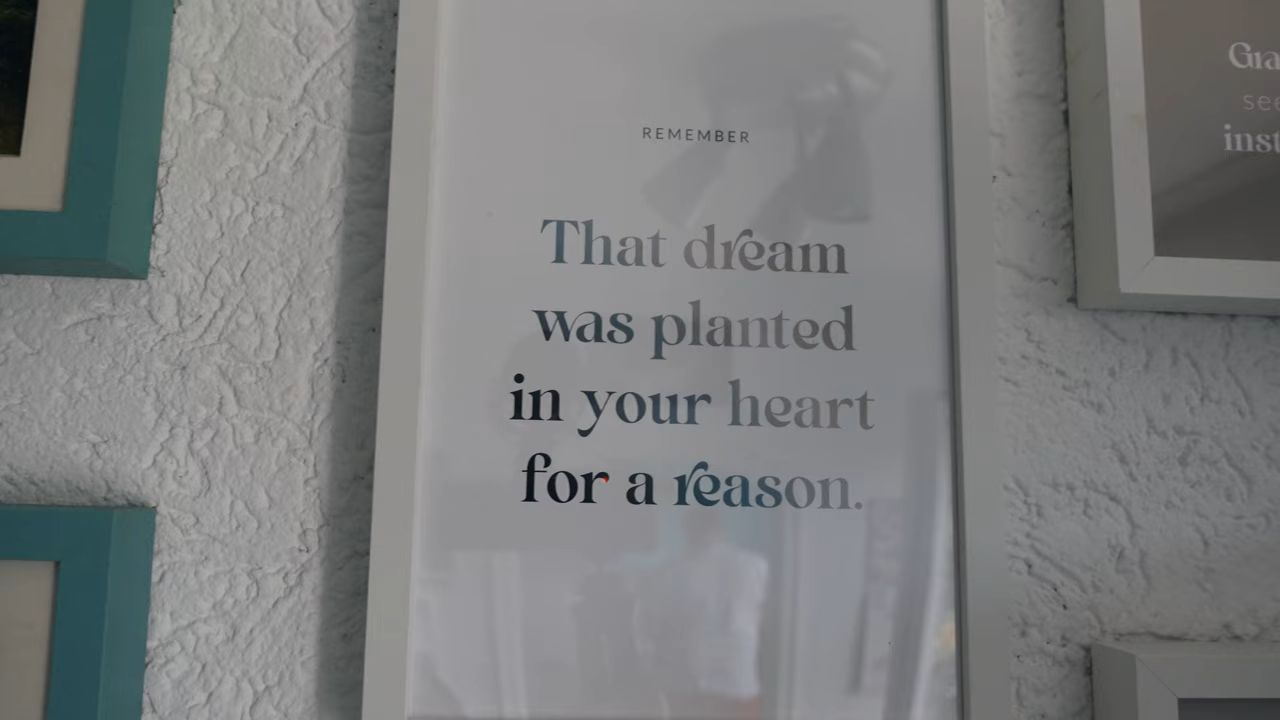 REMEMBER
That dream
was planted
in your heart
for a reason.